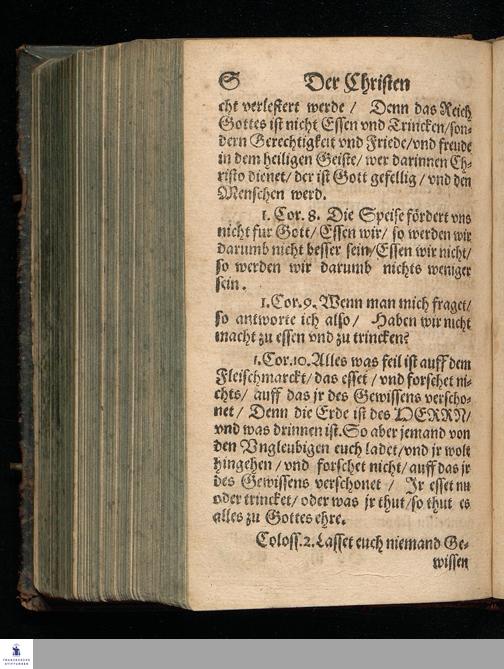 S Der Christen
cht verlestert werde / Denn das Reich
Gottes ist nicht Essen vnd Trincken/son-
dern Gerechtigkeit vnd Friede/vnd freude
in dem heiligen Geiste/ wer darinnen Ch-
risto dienet/ der ist Gott gefellig / vnd den
Menschen werd.
1. Cor. 8. Die Speise fördert vns
nicht fur Gott/ Essen wir/ so werden wir
darumb nicht besser sein/Essen wir nicht/
so werden wir darumb nichts weniger
sein.
1.Cor.9. Wenn man mich fraget/
so antworte ich also/ Haben wir nicht
macht zu essen vnd zu trincken?
1.Cor.10. Alles was feil ist auff dem
Fleischmarckt/das esset / vnd forschet ni-
chts/ auff das jr des Gewissens verscho-
net / Denn die Erde ist des HERRN/
vnd was drinnen ist. So aber jemand von
den Vngleubigen euch ladet/vnd jr wolt
hingehen / vnd forschet nicht/ auff das jr
des Gewissens verschonet / Jr esset nu
oder trincket/ oder was jr thut/so thut es
alles zu Gottes ehre.
Coloss. 2. Lasset euch niemand Ge-
wissen
FRANCKESCHE
STIFTUNGEN